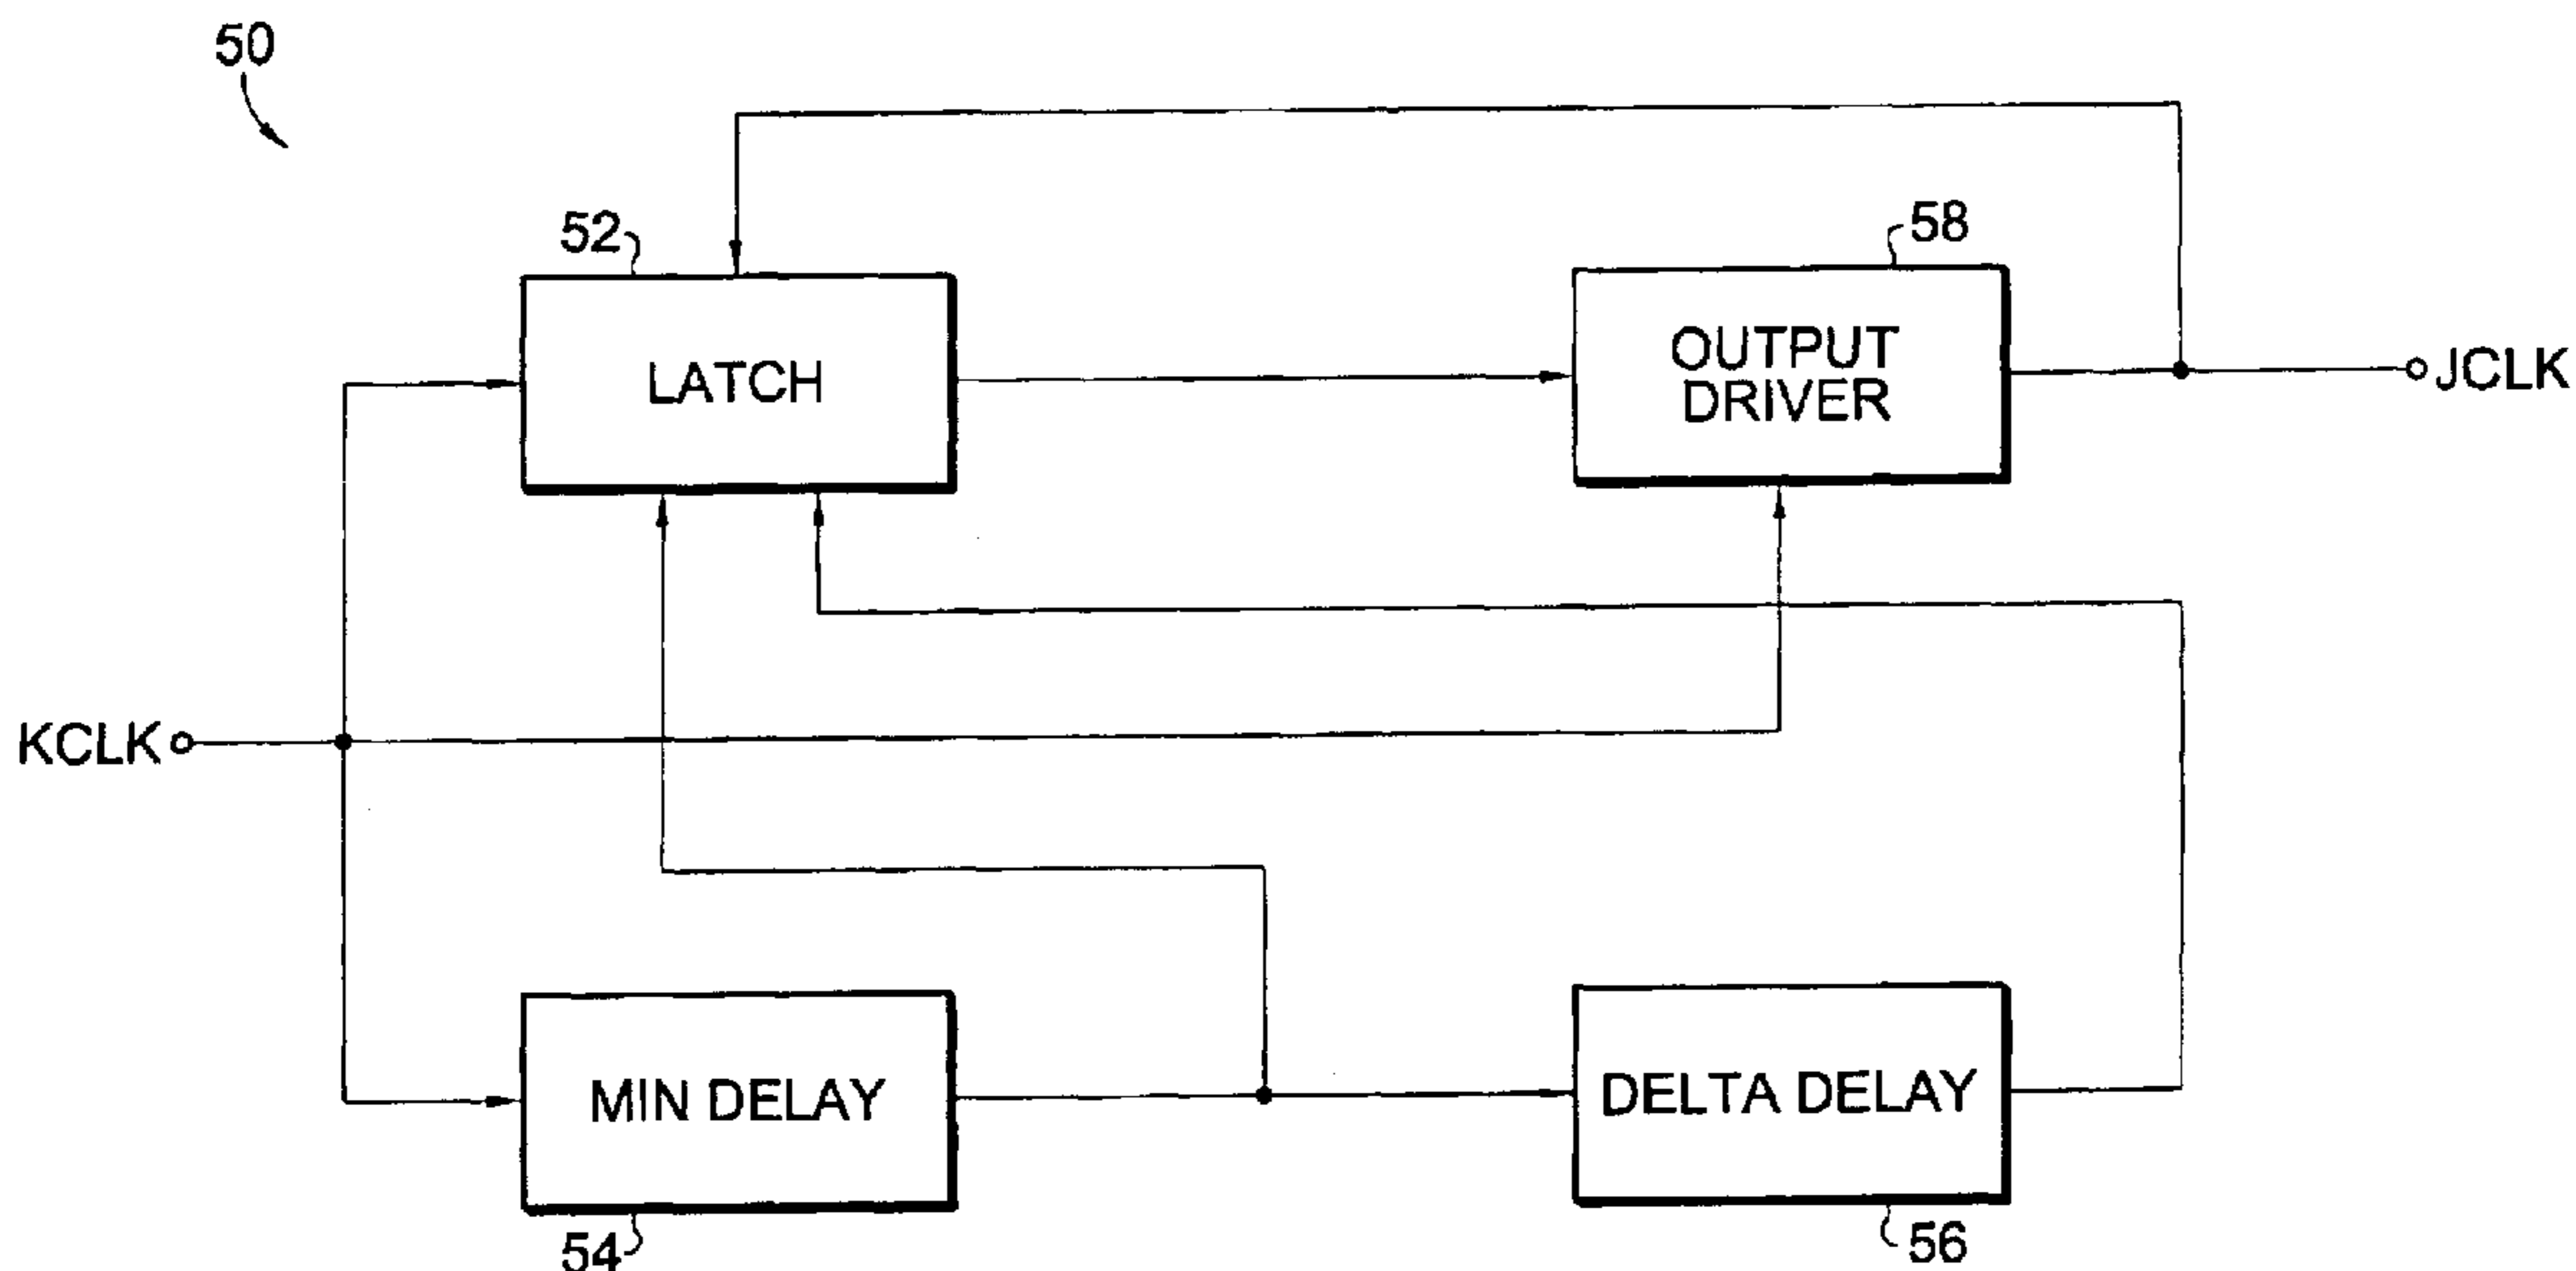 50
52
58
LATCH
OUTPUT
DRIVER
JCLK
KCLK
MIN DELAY
DELTA DELAY
54
56